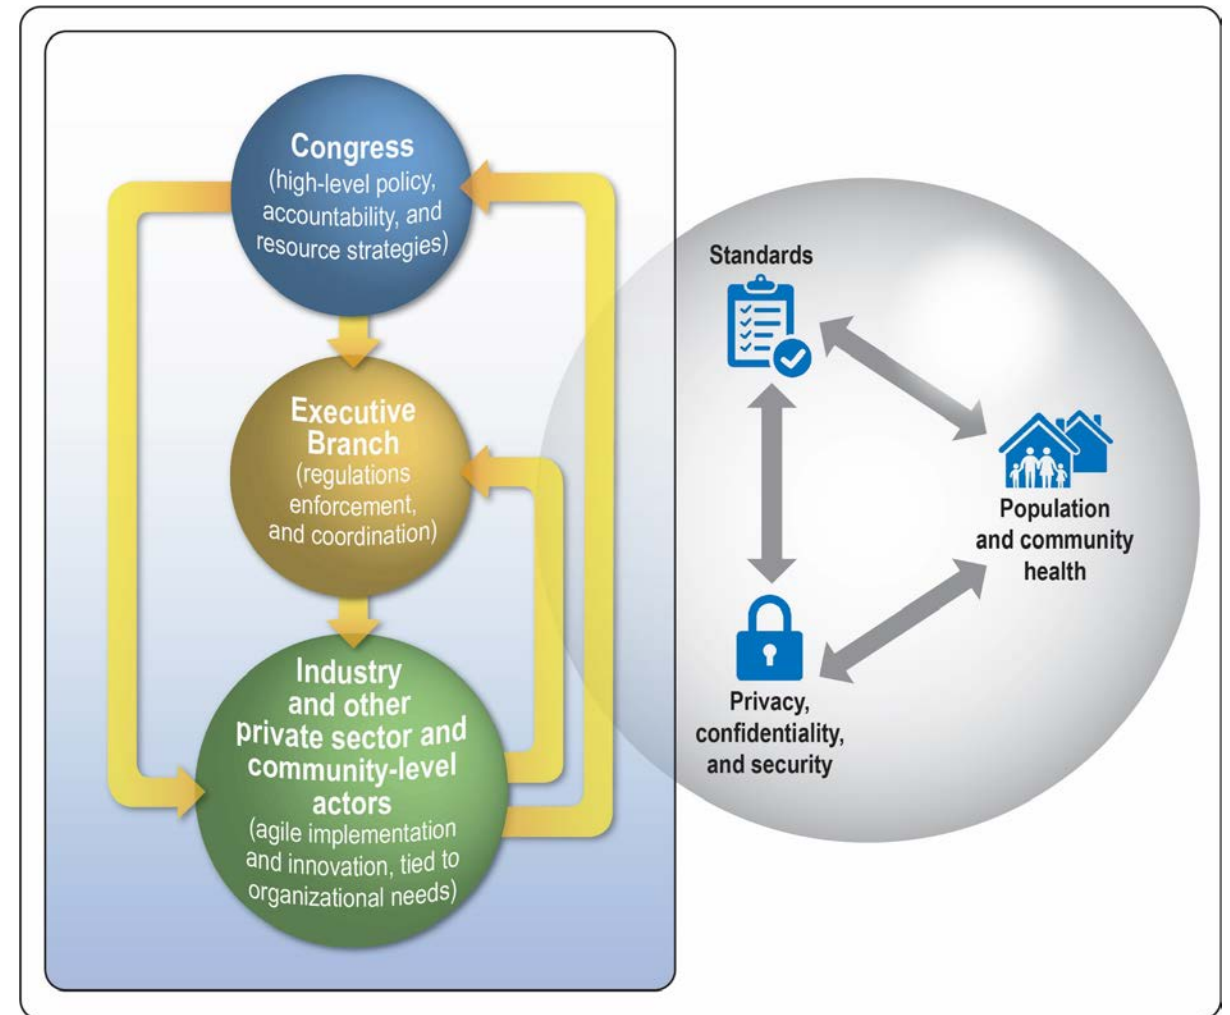 Congress
(high-level policy,
accountability, and
resource strategies)
Executive
Branch
(regulations
enforcement,
and coordination)
Industry
and other
private sector and
community-level
actors
(agile implementation
and innovation, tied to
organizational needs)
Standards
Population
and community
health
Privacy,
confidentiality,
and security